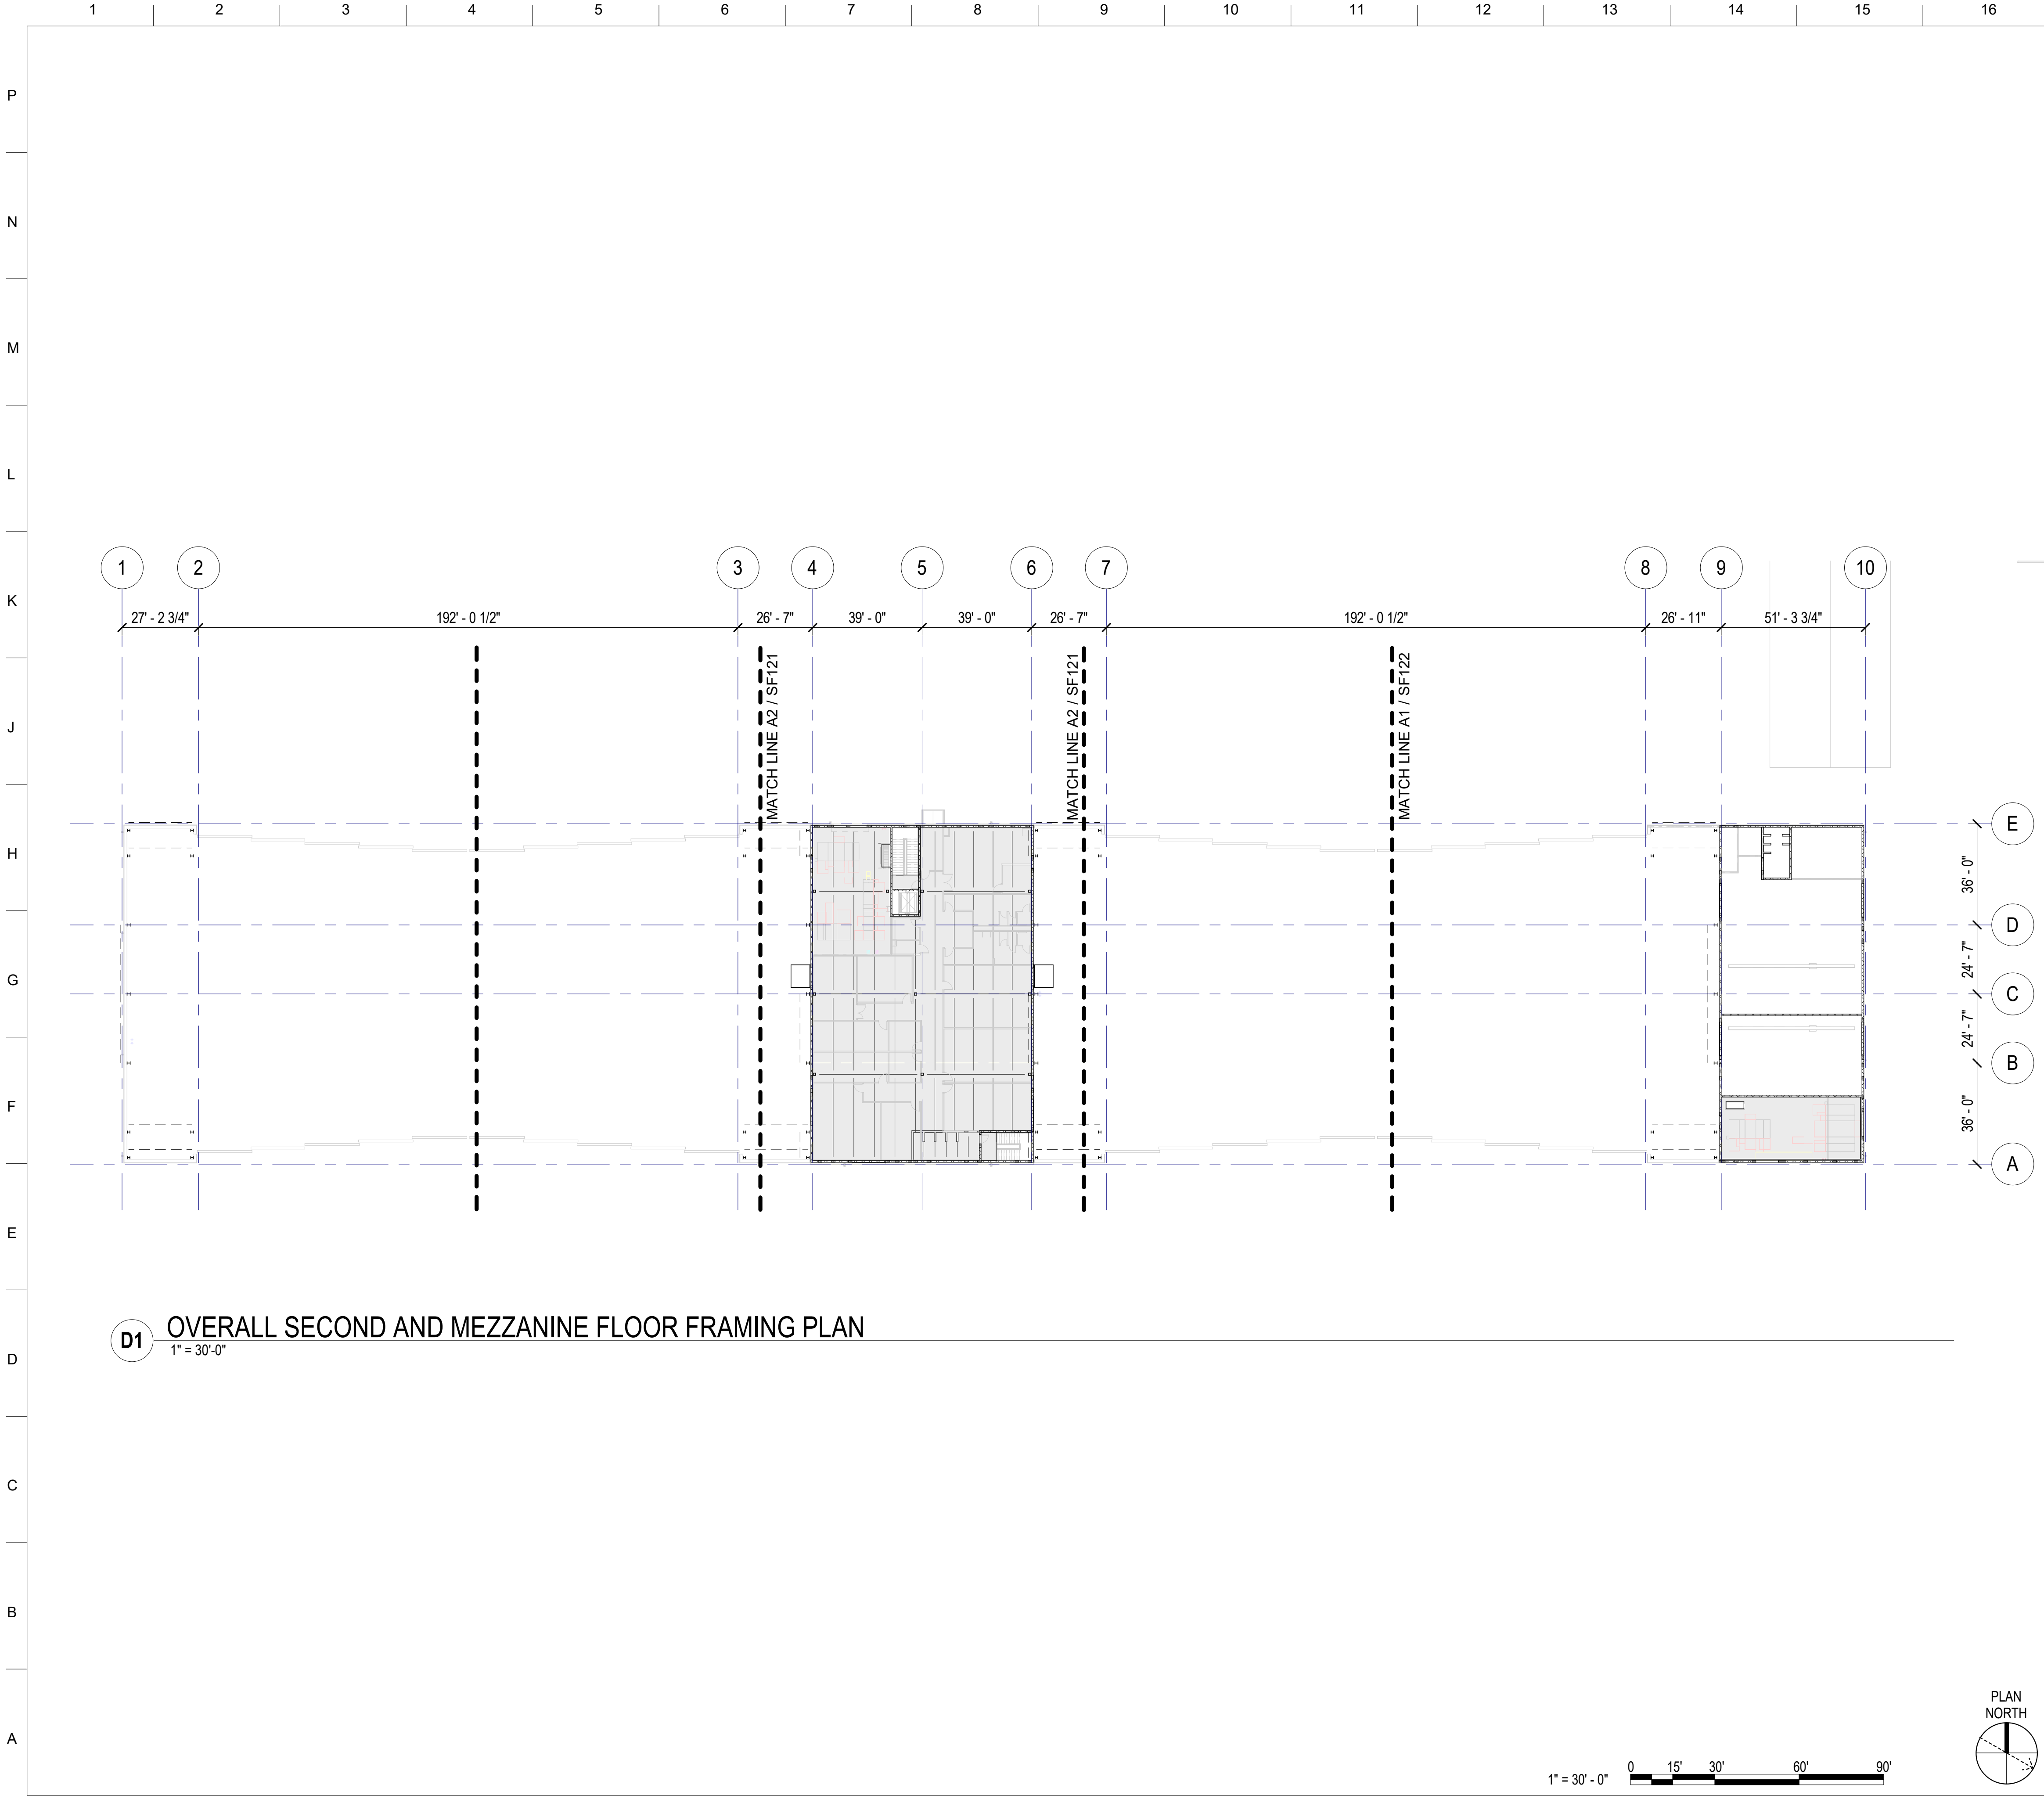 1 2 3 4 5 6 7 8 9 10 11 12 13 14 15 16
P
N
M
L
K
J
H
G
F
E
D
C
B
A
1 2 3 4 5 6 7 8 9 10
27' - 2 3/4" 192' - 0 1/2" 26' - 7" 39' - 0" 39' - 0" 26' - 7" 192' - 0 1/2" 26' - 11" 51' - 3 3/4"
MATCH LINE A2 / SF121
MATCH LINE A2 / SF121
MATCH LINE A1 / SF122
E
36' - 0"
D
24' - 7"
C
24' - 7"
B
36' - 0"
A
D1 OVERALL SECOND AND MEZZANINE FLOOR FRAMING PLAN
1" = 30'-0"
PLAN
NORTH
1" = 30' - 0" 0 15' 30' 60' 90'